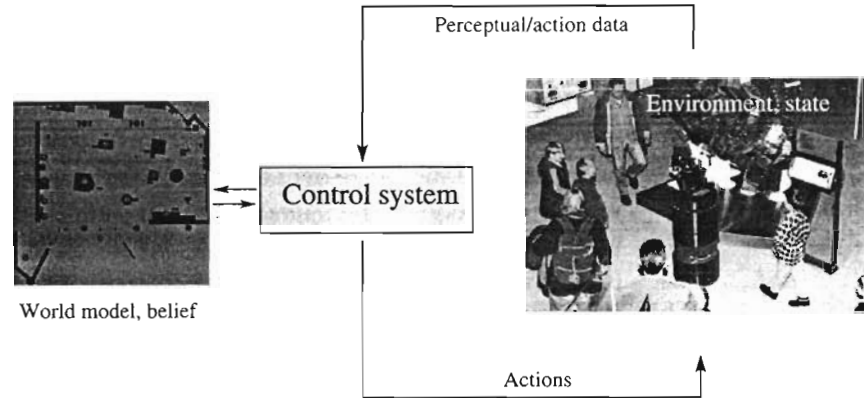 Perceptual/action data
Environment, state
Control system
World model, belief
Actions